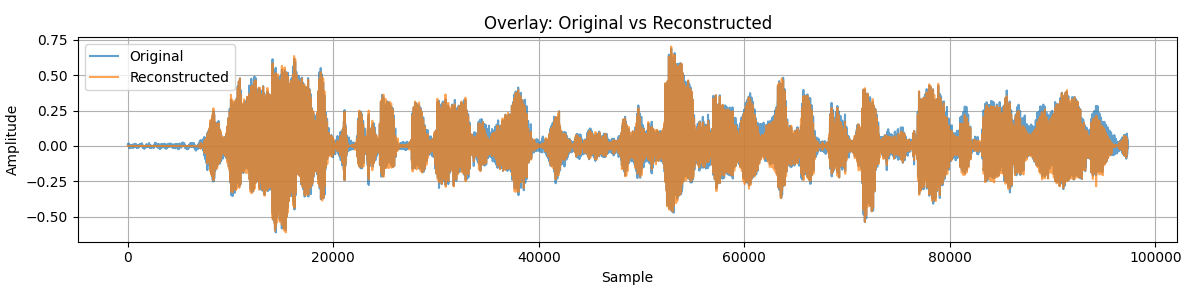 Overlay: Original vs Reconstructed
Original
Reconstructed
Amplitude
0.75
0.50
0.25
0.00
−0.25
−0.50
0 20000 40000 60000 80000 100000
Sample